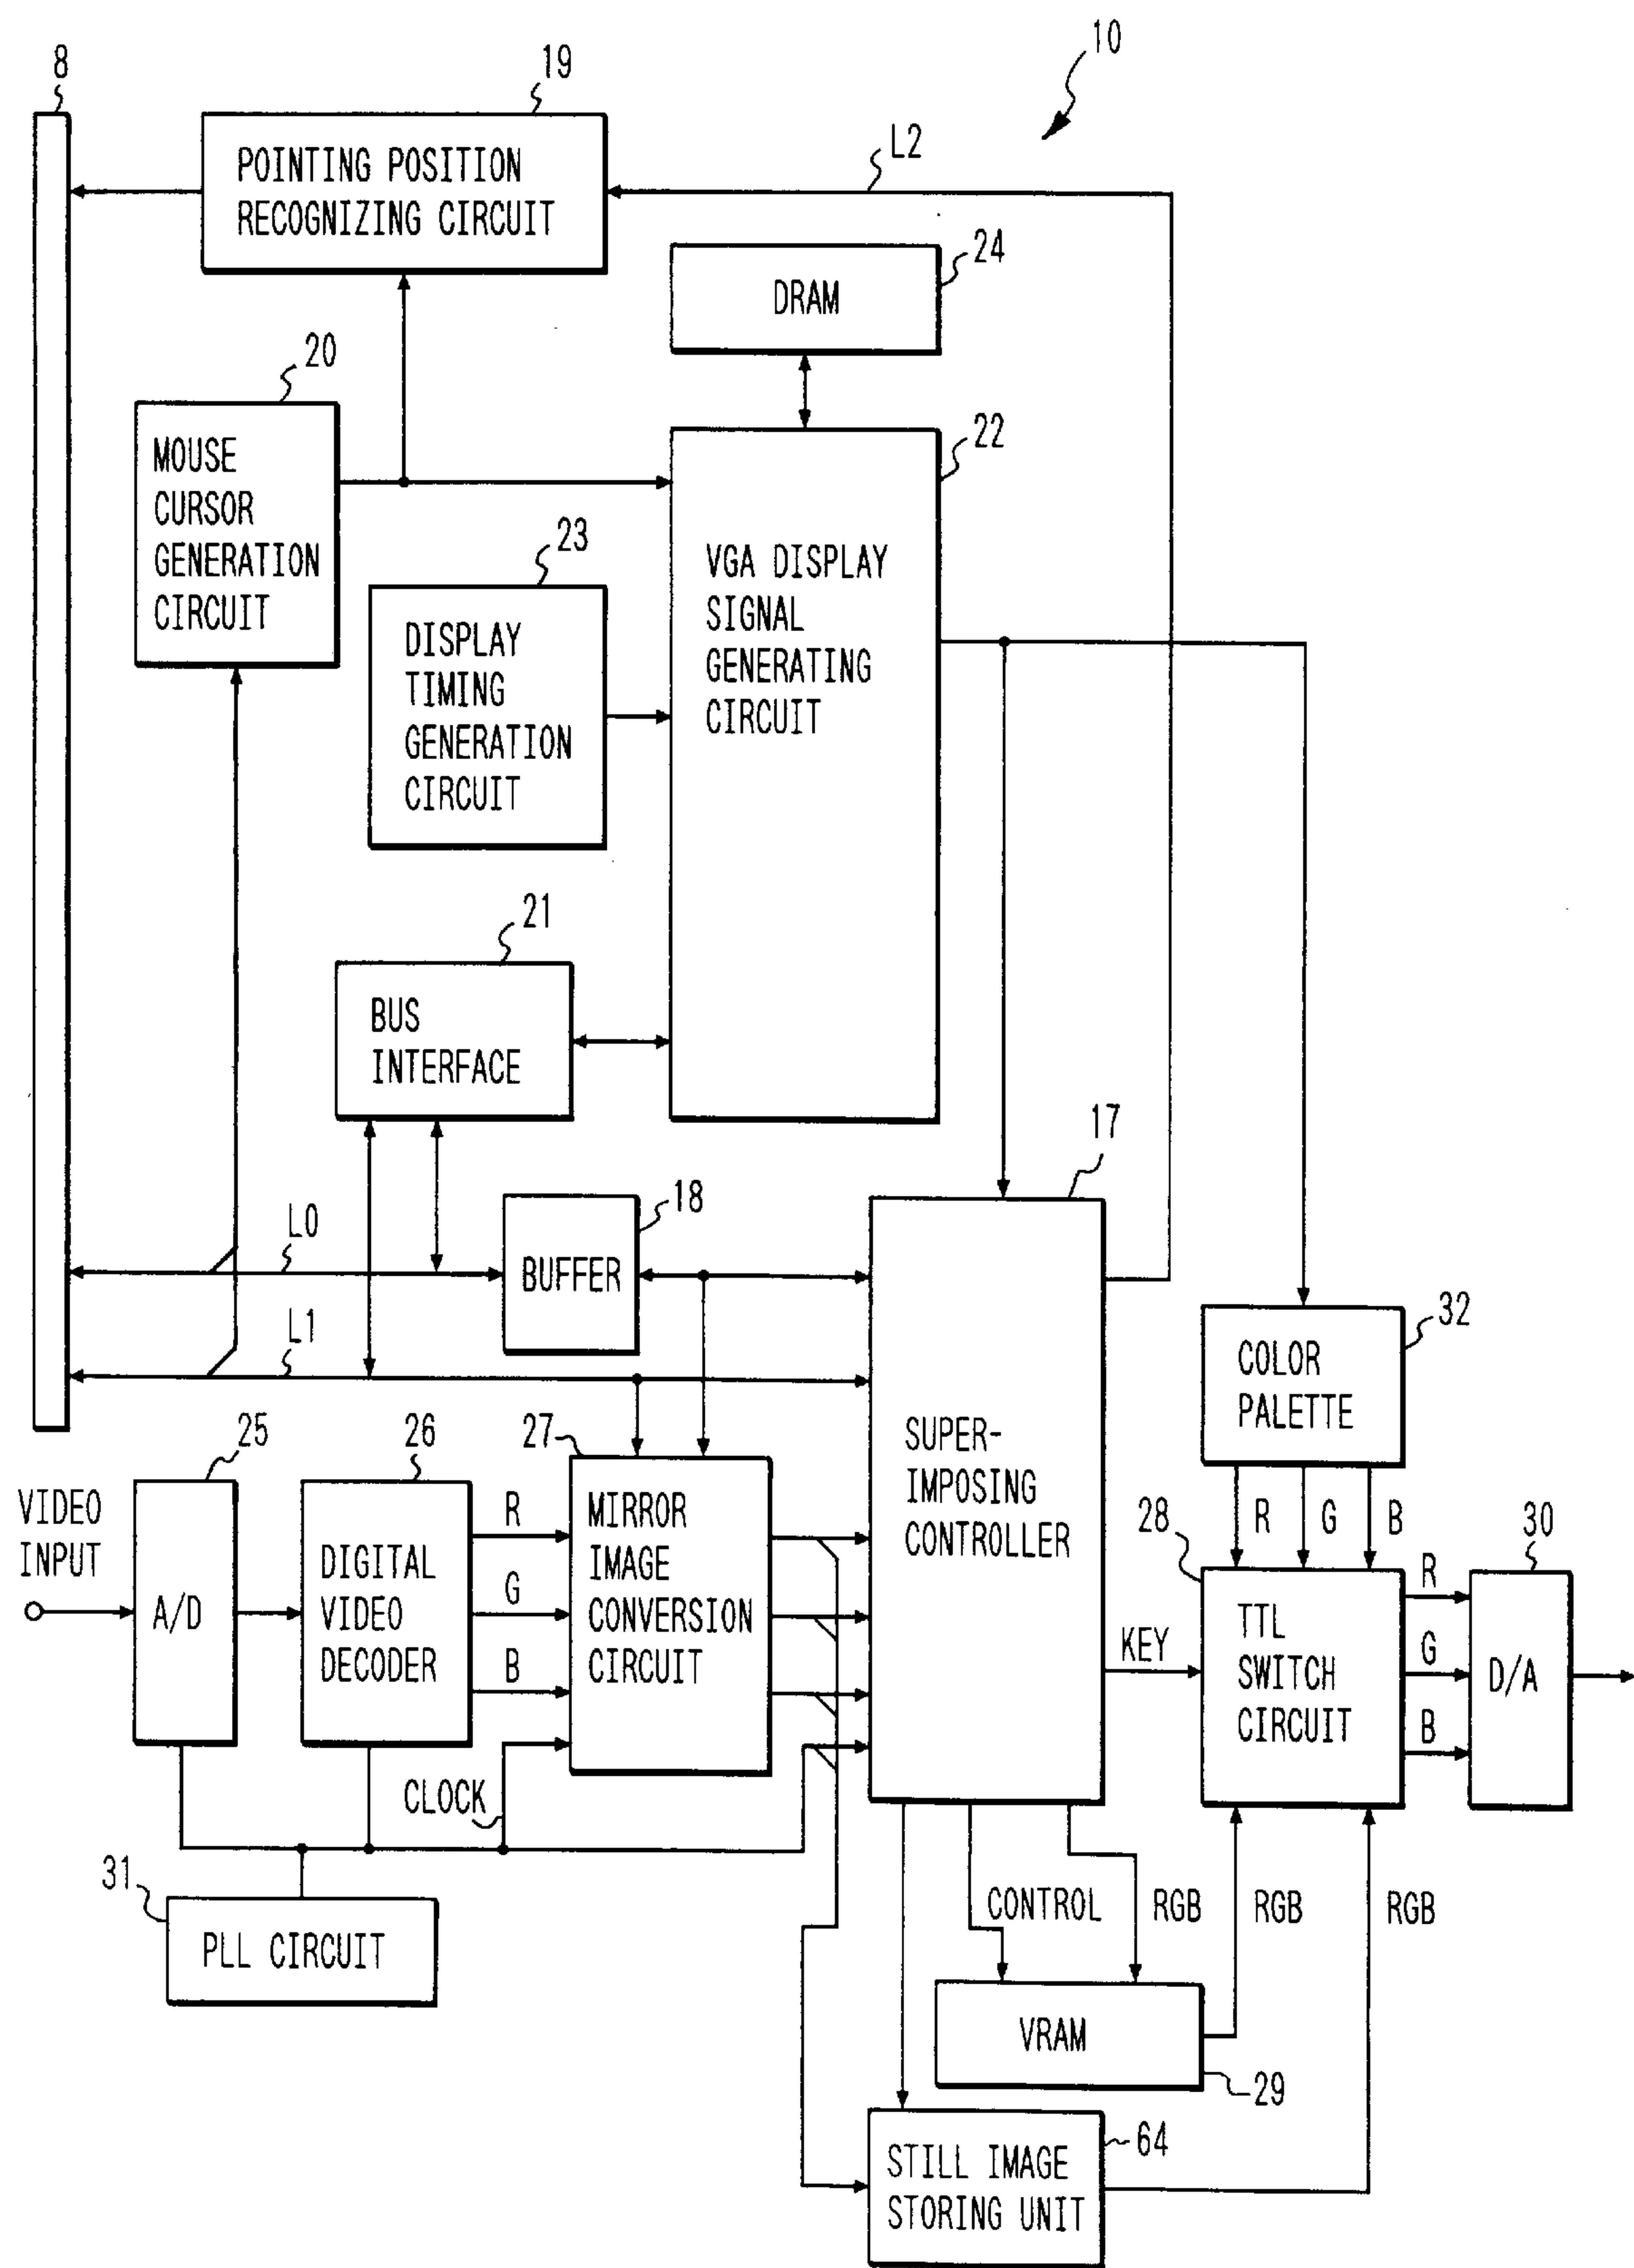 10
8
19
POINTING POSITION
RECOGNIZING CIRCUIT
L2
24
DRAM
20
MOUSE
CURSOR
GENERATION
CIRCUIT
22
VGA DISPLAY
SIGNAL
GENERATING
CIRCUIT
23
DISPLAY
TIMING
GENERATION
CIRCUIT
21
BUS
INTERFACE
17
SUPER-
IMPOSING
CONTROLLER
18
BUFFER
L0
L1
32
COLOR
PALETTE
R
G
B
25
A/D
VIDEO
INPUT
26
DIGITAL
VIDEO
DECODER
R
G
B
27
MIRROR
IMAGE
CONVERSION
CIRCUIT
CLOCK
KEY
28
TTL
SWITCH
CIRCUIT
R
G
B
30
D/A
31
PLL CIRCUIT
CONTROL
RGB
RGB
RGB
VRAM
29
64
STILL IMAGE
STORING UNIT